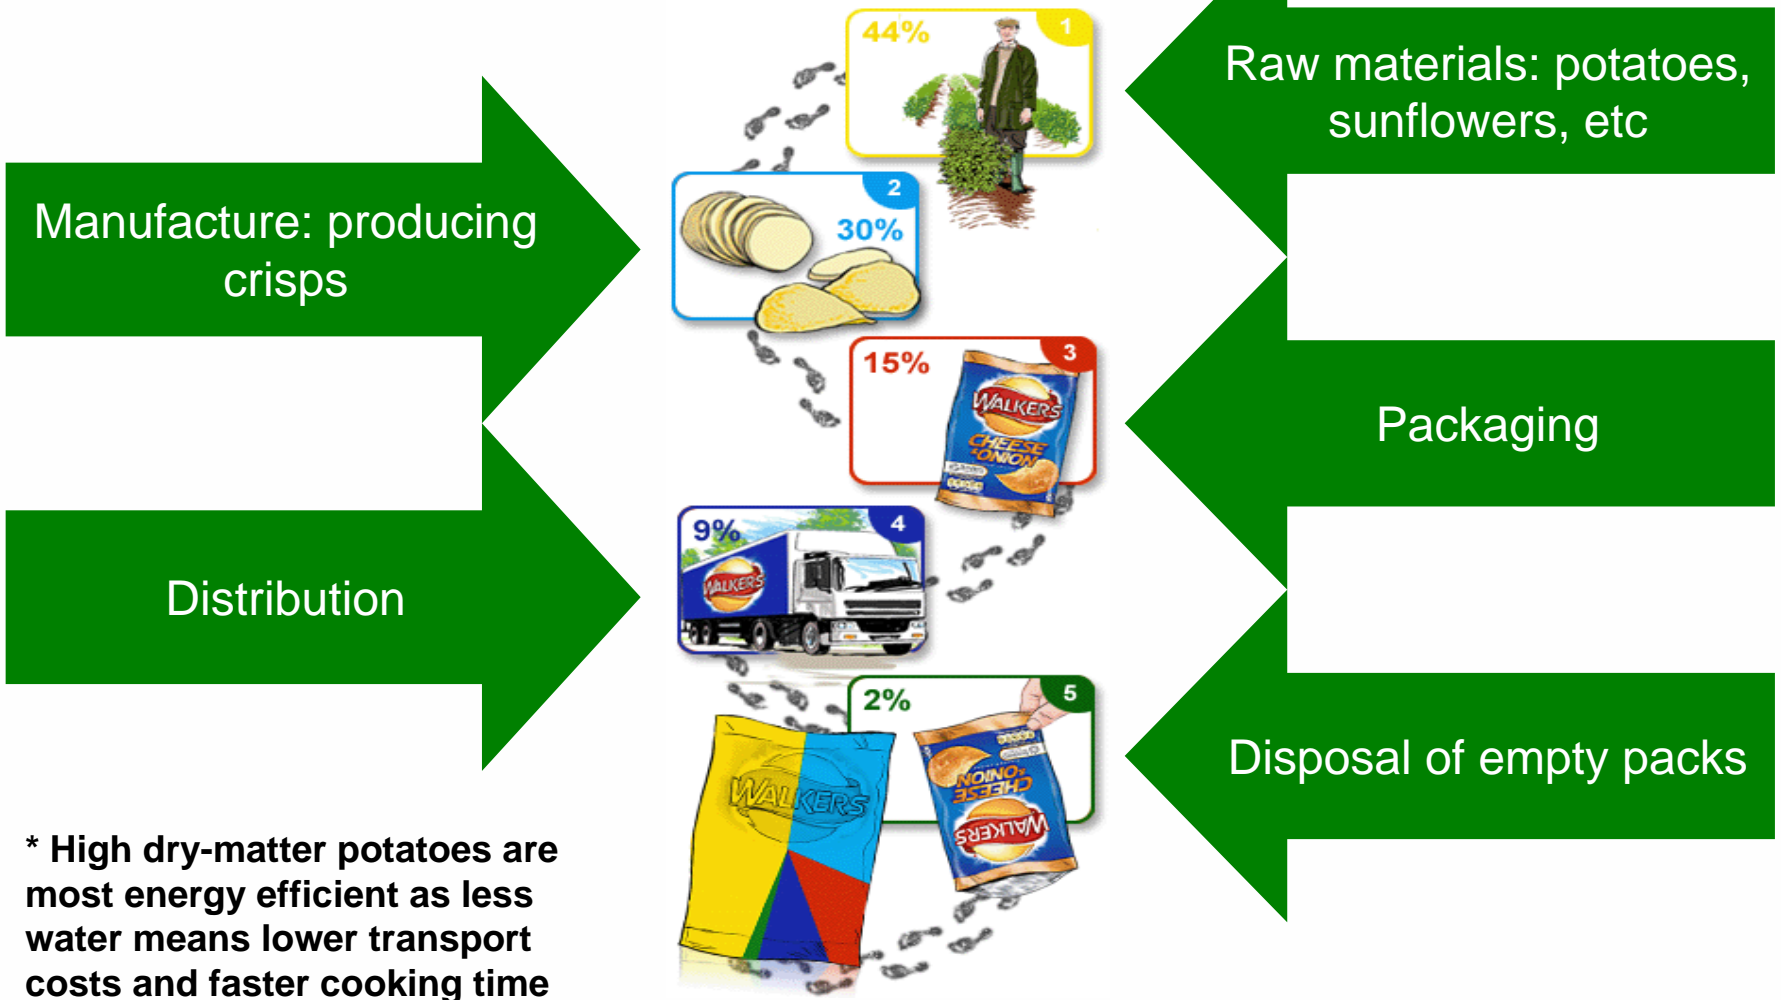 44%
1
Raw materials: potatoes,
sunflowers, etc
Manufacture: producing
crisps
2
30%
15%
3
WALKERS
CHEESE
& ONION
Packaging
9%
4
WALKERS
Distribution
2%
5
WALKERS
CHEESE
& ONION
WALKERS
Disposal of empty packs
* High dry-matter potatoes are
most energy efficient as less
water means lower transport
costs and faster cooking time